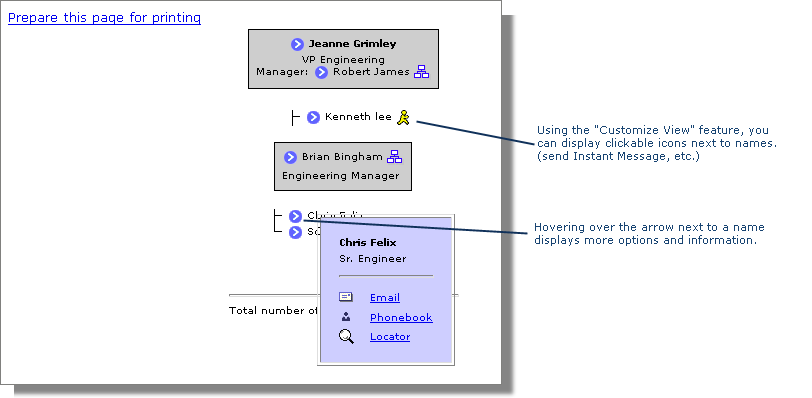 Prepare this page for printing
Jeanne Grimley
VP Engineering
Manager: Robert James
Kenneth lee
Using the "Customize View" feature, you
can display clickable icons next to names.
(send Instant Message, etc.)
Brian Bingham
Engineering Manager
Chris Felix
Hovering over the arrow next to a name
displays more options and information.
Chris Felix
Sr. Engineer
Email
Total number of
Phonebook
Locator